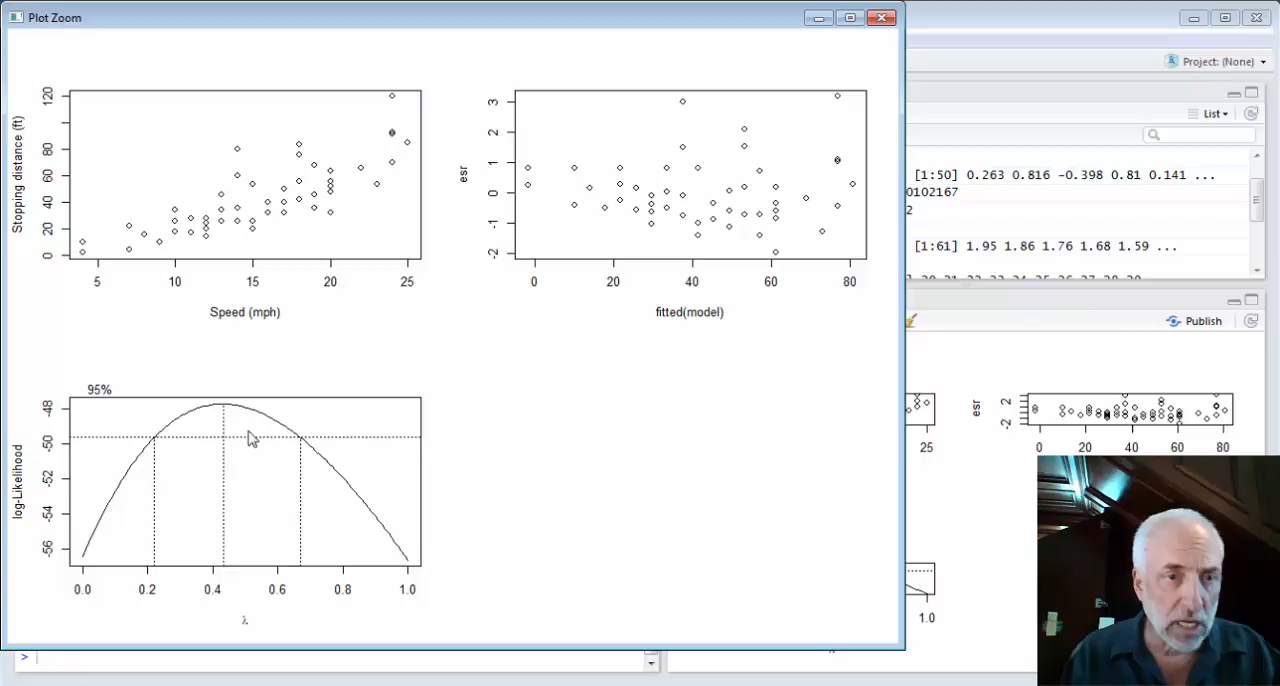 Plot Zoom
Project: (None)
List
[1:50] 0.263 0.816 -0.398 0.81 0.141 ...
0102167
2
[1:61] 1.95 1.86 1.76 1.68 1.59 ...
Publish
Stopping distance (ft)
0 20 40 60 80 120
5 10 15 20 25
Speed (mph)
esr
-2 -1 0 1 2 3
0 20 40 60 80
fitted(model)
95%
log-Likelihood
-56 -54 -52 -50 -48
0.0 0.2 0.4 0.6 0.8 1.0
λ
25
esr
-2 2
0 20 40 60 80
1.0
>